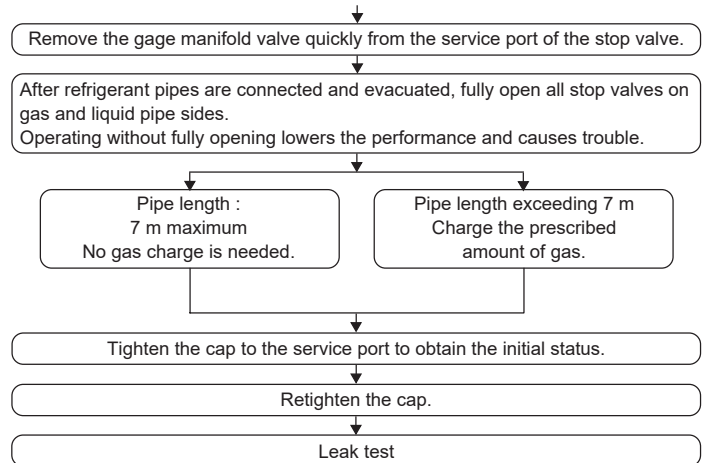 Remove the gage manifold valve quickly from the service port of the stop valve.
After refrigerant pipes are connected and evacuated, fully open all stop valves on
gas and liquid pipe sides.
Operating without fully opening lowers the performance and causes trouble.
Pipe length :
7 m maximum
No gas charge is needed.
Pipe length exceeding 7 m
Charge the prescribed
amount of gas.
Tighten the cap to the service port to obtain the initial status.
Retighten the cap.
Leak test